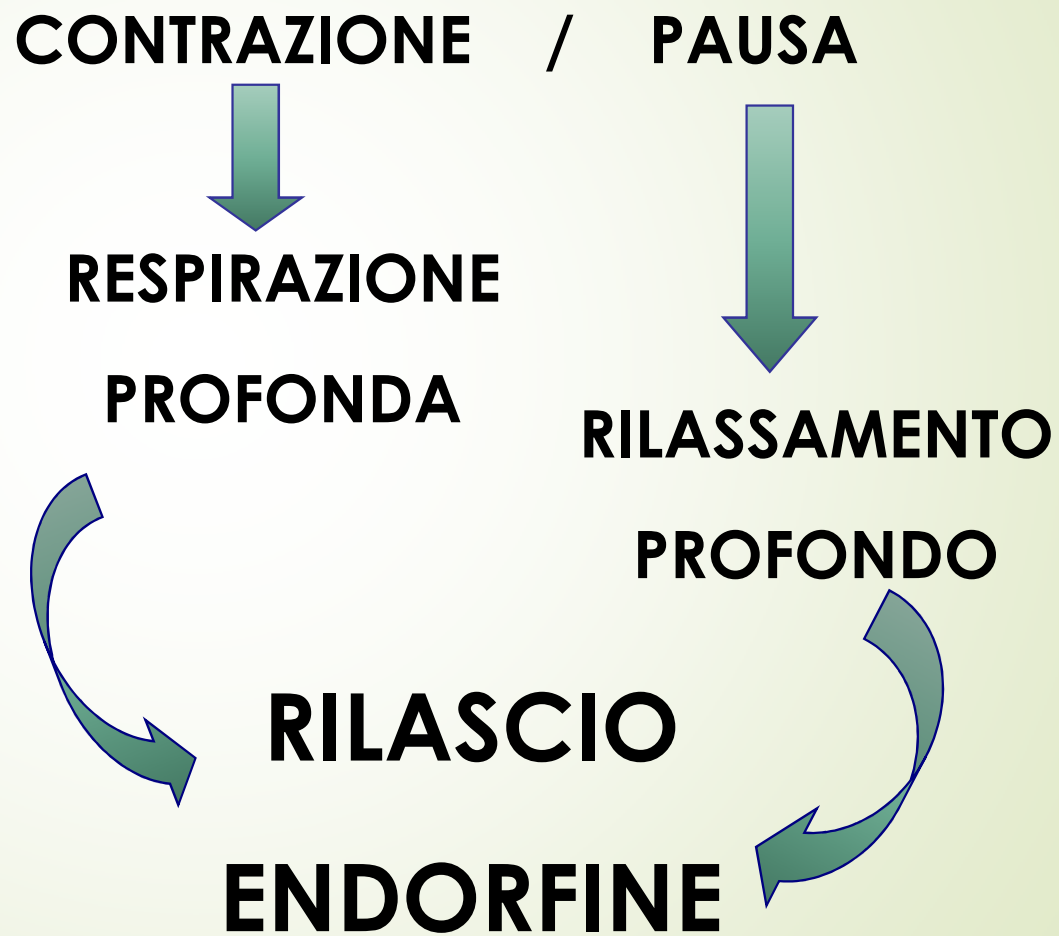 CONTRAZIONE / PAUSA
RESPIRAZIONE
PROFONDA
RILASSAMENTO
PROFONDO
RILASCIO
ENDORFINE